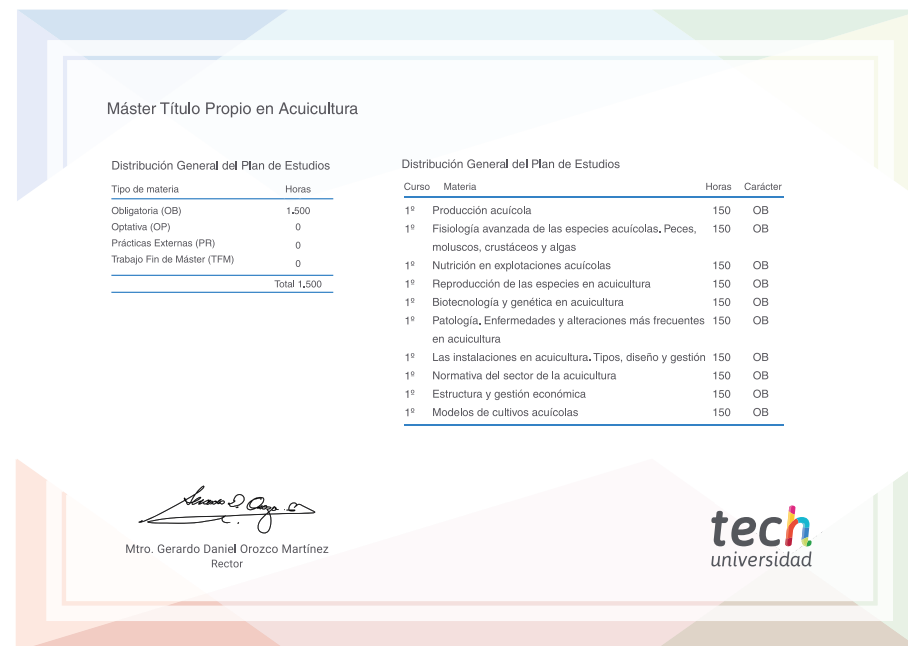 Máster Título Propio en Acuicultura
Distribución General del Plan de Estudios
Tipo de materia Horas
Obligatoria (OB) 1.500
Optativa (OP) 0
Prácticas Externas (PR) 0
Trabajo Fin de Máster (TFM) 0
Total 1.500
Distribución General del Plan de Estudios
Curso Materia Horas Carácter
1º Producción acuícola 150 OB
1º Fisiología avanzada de las especies acuícolas. Peces, 150 OB
moluscos, crustáceos y algas
1º Nutrición en explotaciones acuícolas 150 OB
1º Reproducción de las especies en acuicultura 150 OB
1º Biotecnología y genética en acuicultura 150 OB
1º Patología. Enfermedades y alteraciones más frecuentes 150 OB
en acuicultura
1º Las instalaciones en acuicultura. Tipos, diseño y gestión 150 OB
1º Normativa del sector de la acuicultura 150 OB
1º Estructura y gestión económica 150 OB
1º Modelos de cultivos acuícolas 150 OB
Mtro. Gerardo Daniel Orozco Martínez
Rector
tech
universidad